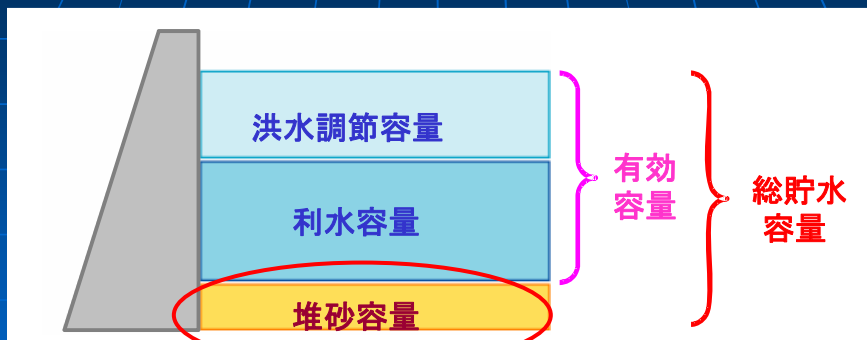 洪水調節容量
利水容量
堆砂容量
有効
容量
総貯水
容量